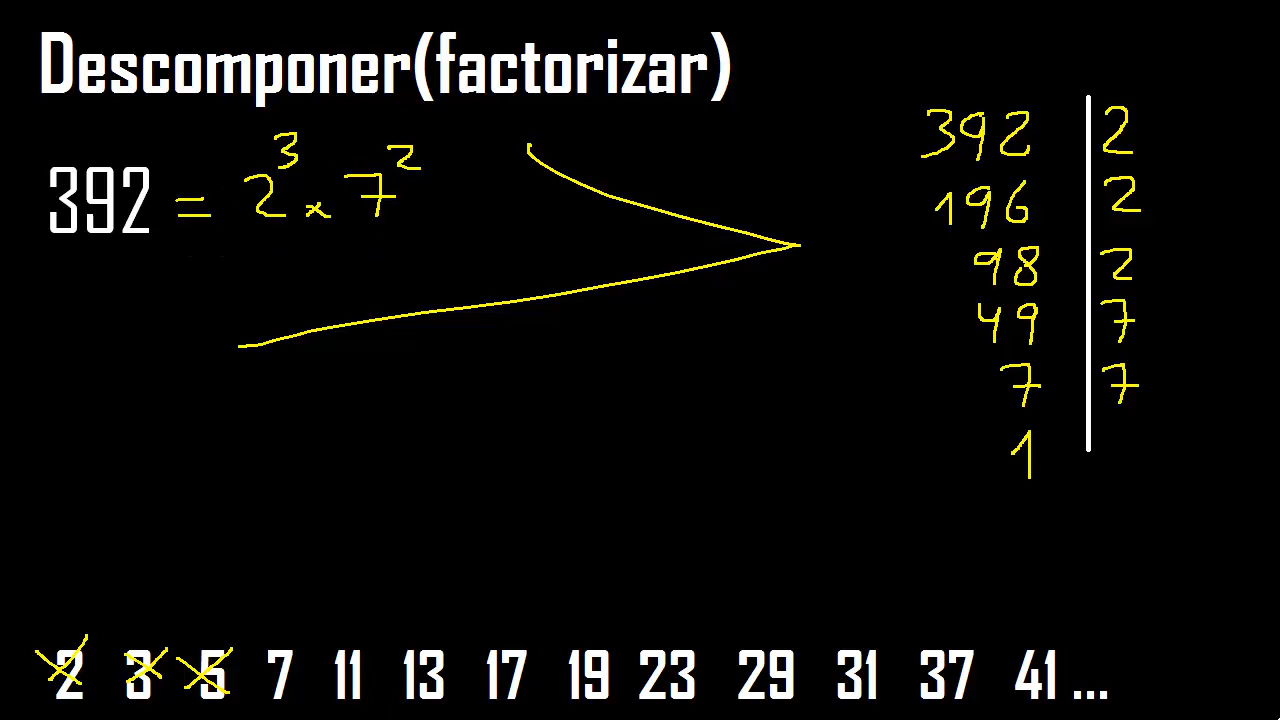 Descomponer(factorizar)
392 = 2³ × 7²
392 | 2
196 | 2
98 | 2
49 | 7
7 | 7
1 |
2 3 5 7 11 13 17 19 23 29 31 37 41 ...